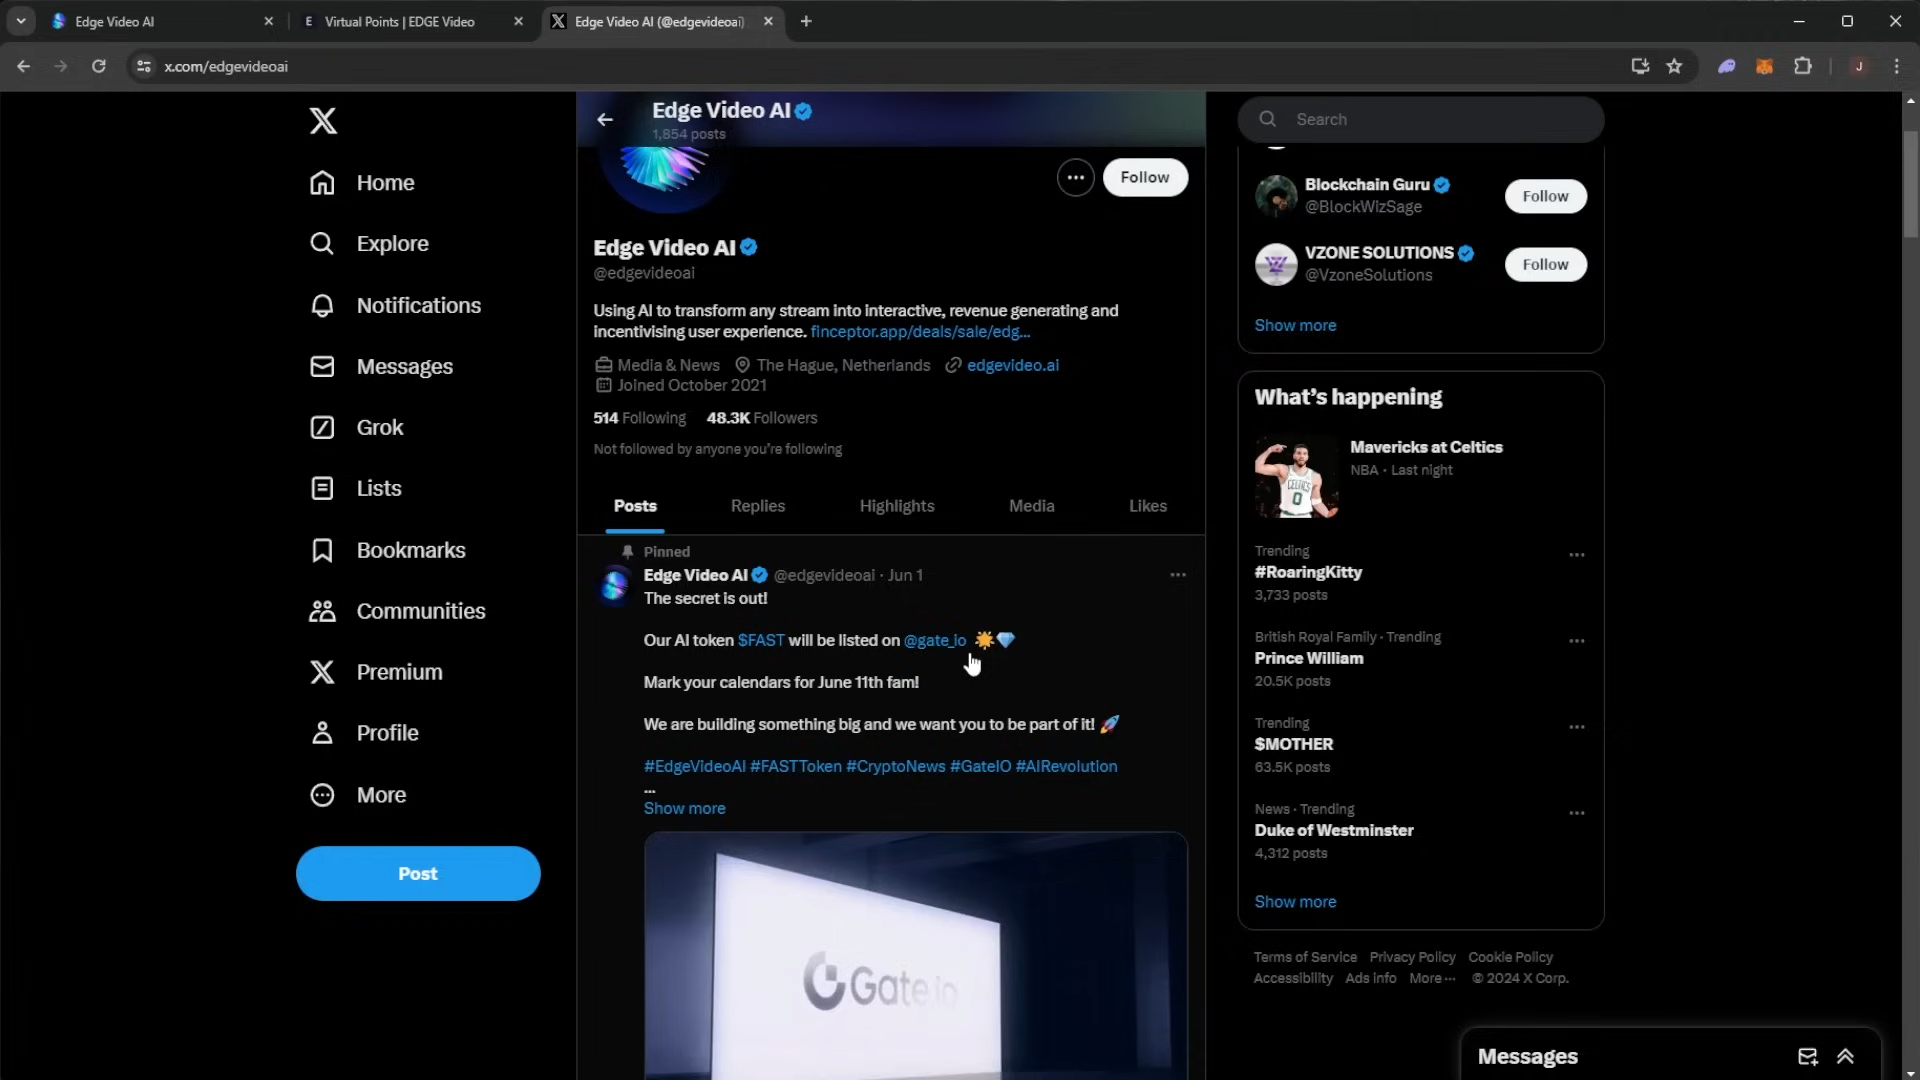 Edge Video AI
Virtual Points | EDGE Video
Edge Video AI (@edgevideoai)
x.com/edgevideoai
J
Edge Video AI
1,854 posts
Home
Explore
Notifications
Messages
Grok
Lists
Bookmarks
Communities
Premium
Profile
More
Post
Follow
Edge Video AI
@edgevideoai
Using AI to transform any stream into interactive, revenue generating and
incentivising user experience. finceptor.app/deals/sale/edg...
Media & News The Hague, Netherlands edgevideo.ai
Joined October 2021
514 Following 48.3K Followers
Not followed by anyone you're following
Posts Replies Highlights Media Likes
Pinned
Edge Video AI @edgevideoai · Jun 1
The secret is out!
Our AI token $FAST will be listed on @gate_io ☀️💎
Mark your calendars for June 11th fam!
We are building something big and we want you to be part of it! 🚀
#EdgeVideoAI #FASTToken #CryptoNews #GateIO #AIRevolution
...
Show more
Gate.io
Search
Blockchain Guru
@BlockWizSage
Follow
VZONE SOLUTIONS
@VzoneSolutions
Follow
Show more
What's happening
Mavericks at Celtics
NBA · Last night
Trending
#RoaringKitty
3,733 posts
British Royal Family · Trending
Prince William
20.5K posts
Trending
$MOTHER
63.5K posts
News · Trending
Duke of Westminster
4,312 posts
Show more
Terms of Service Privacy Policy Cookie Policy
Accessibility Ads info More ··· © 2024 X Corp.
Messages